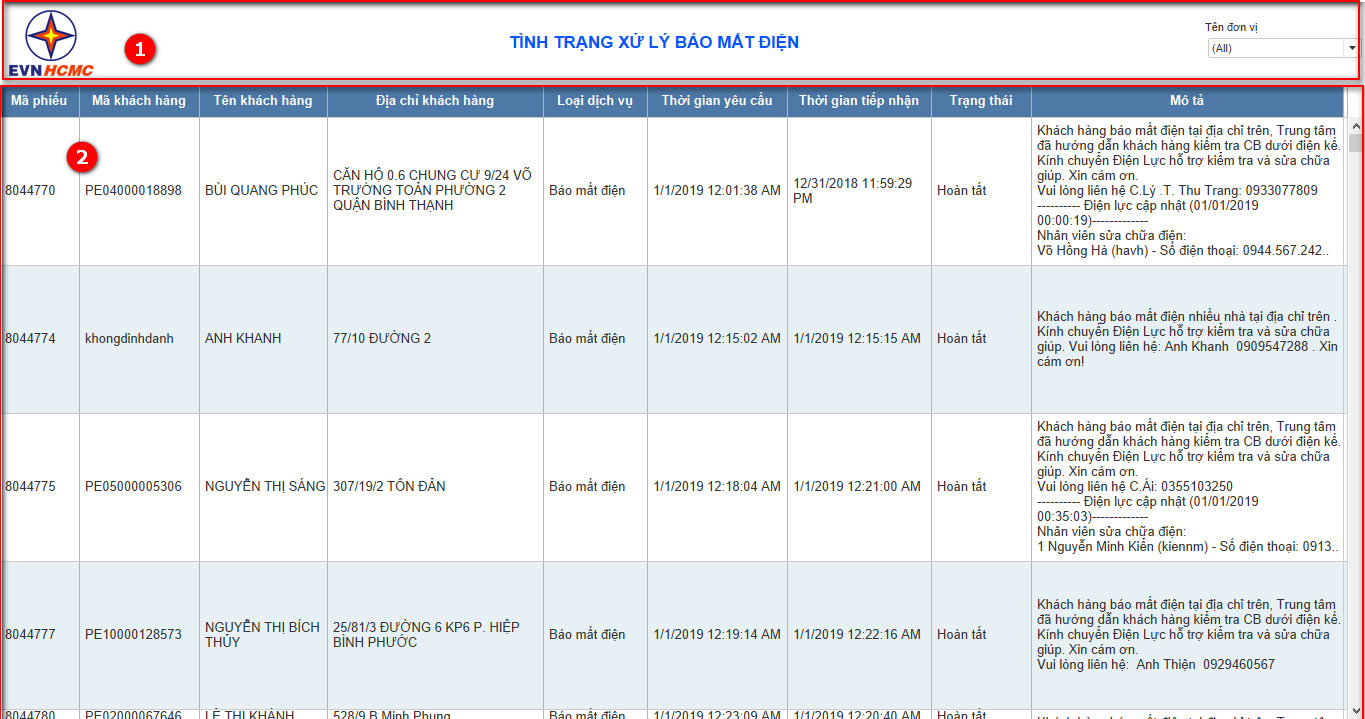 EVNHCMC
1
TÌNH TRẠNG XỬ LÝ BÁO MẤT ĐIỆN
Tên đơn vị
(All)
Mã phiếu Mã khách hàng Tên khách hàng Địa chỉ khách hàng Loại dịch vụ Thời gian yêu cầu Thời gian tiếp nhận Trạng thái Mô tả
2
8044770
PE04000018898
BÙI QUANG PHÚC
CĂN HỘ 0.6 CHUNG CƯ 9/24 VÕ
TRƯỜNG TOẢN PHƯỜNG 2
QUẬN BÌNH THẠNH
Báo mất điện
1/1/2019 12:01:38 AM
12/31/2018 11:59:29
PM
Hoàn tất
Khách hàng báo mất điện tại địa chỉ trên, Trung tâm
đã hướng dẫn khách hàng kiểm tra CB dưới điện kế.
Kính chuyển Điện Lực hỗ trợ kiểm tra và sửa chữa
giúp. Xin cám ơn.
Vui lòng liên hệ C.Lý .T. Thu Trang: 0933077809
---------- Điện lực cập nhật (01/01/2019
00:00:19)-------------
Nhân viên sửa chữa điện:
Võ Hồng Hà (havh) - Số điện thoại: 0944.567.242..
8044774
khongdinhdanh
ANH KHANH
77/10 ĐƯỜNG 2
Báo mất điện
1/1/2019 12:15:02 AM
1/1/2019 12:15:15 AM
Hoàn tất
Khách hàng báo mất điện nhiều nhà tại địa chỉ trên .
Kính chuyển Điện Lực hỗ trợ kiểm tra và sửa chữa
giúp. Vui lòng liên hệ: Anh Khanh  0909547288 . Xin
cám ơn!
8044775
PE05000005306
NGUYỄN THỊ SÁNG
307/19/2 TÔN ĐẢN
Báo mất điện
1/1/2019 12:18:04 AM
1/1/2019 12:21:00 AM
Hoàn tất
Khách hàng báo mất điện tại địa chỉ trên, Trung tâm
đã hướng dẫn khách hàng kiểm tra CB dưới điện kế.
Kính chuyển Điện Lực hỗ trợ kiểm tra và sửa chữa
giúp. Xin cám ơn.
Vui lòng liên hệ C.Ái: 0355103250
---------- Điện lực cập nhật (01/01/2019
00:35:03)-------------
Nhân viên sửa chữa điện:
1 Nguyễn Minh Kiến (kiennm) - Số điện thoại: 0913..
8044777
PE10000128573
NGUYỄN THỊ BÍCH
THỦY
25/81/3 ĐƯỜNG 6 KP6 P. HIỆP
BÌNH PHƯỚC
Báo mất điện
1/1/2019 12:19:14 AM
1/1/2019 12:22:16 AM
Hoàn tất
Khách hàng báo mất điện tại địa chỉ trên, Trung tâm
đã hướng dẫn khách hàng kiểm tra CB dưới điện kế.
Kính chuyển Điện Lực hỗ trợ kiểm tra và sửa chữa
giúp. Xin cám ơn.
Vui lòng liên hệ:  Anh Thiện  0929460567
8044780
PE02000067646
LÊ THỊ KHÁNH
528/9 B Minh Phụng
Báo mất điện
1/1/2019 12:23:09 AM
1/1/2019 12:20:40 AM
Hoàn tất